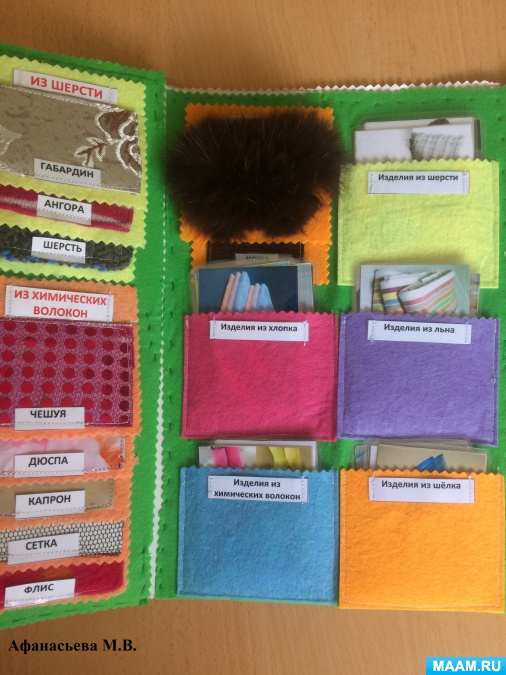 ИЗ ШЕРСТИ
ГАБАРДИН
АНГОРА
ШЕРСТЬ
ИЗ ХИМИЧЕСКИХ
ВОЛОКОН
ЧЕШУЯ
ДЮСПА
КАПРОН
СЕТКА
ФЛИС
Изделия из шерсти
Изделия из хлопка
Изделия из льна
Изделия из
химических волокон
Изделия из шёлка
Афанасьева М.В.
MAAM.RU